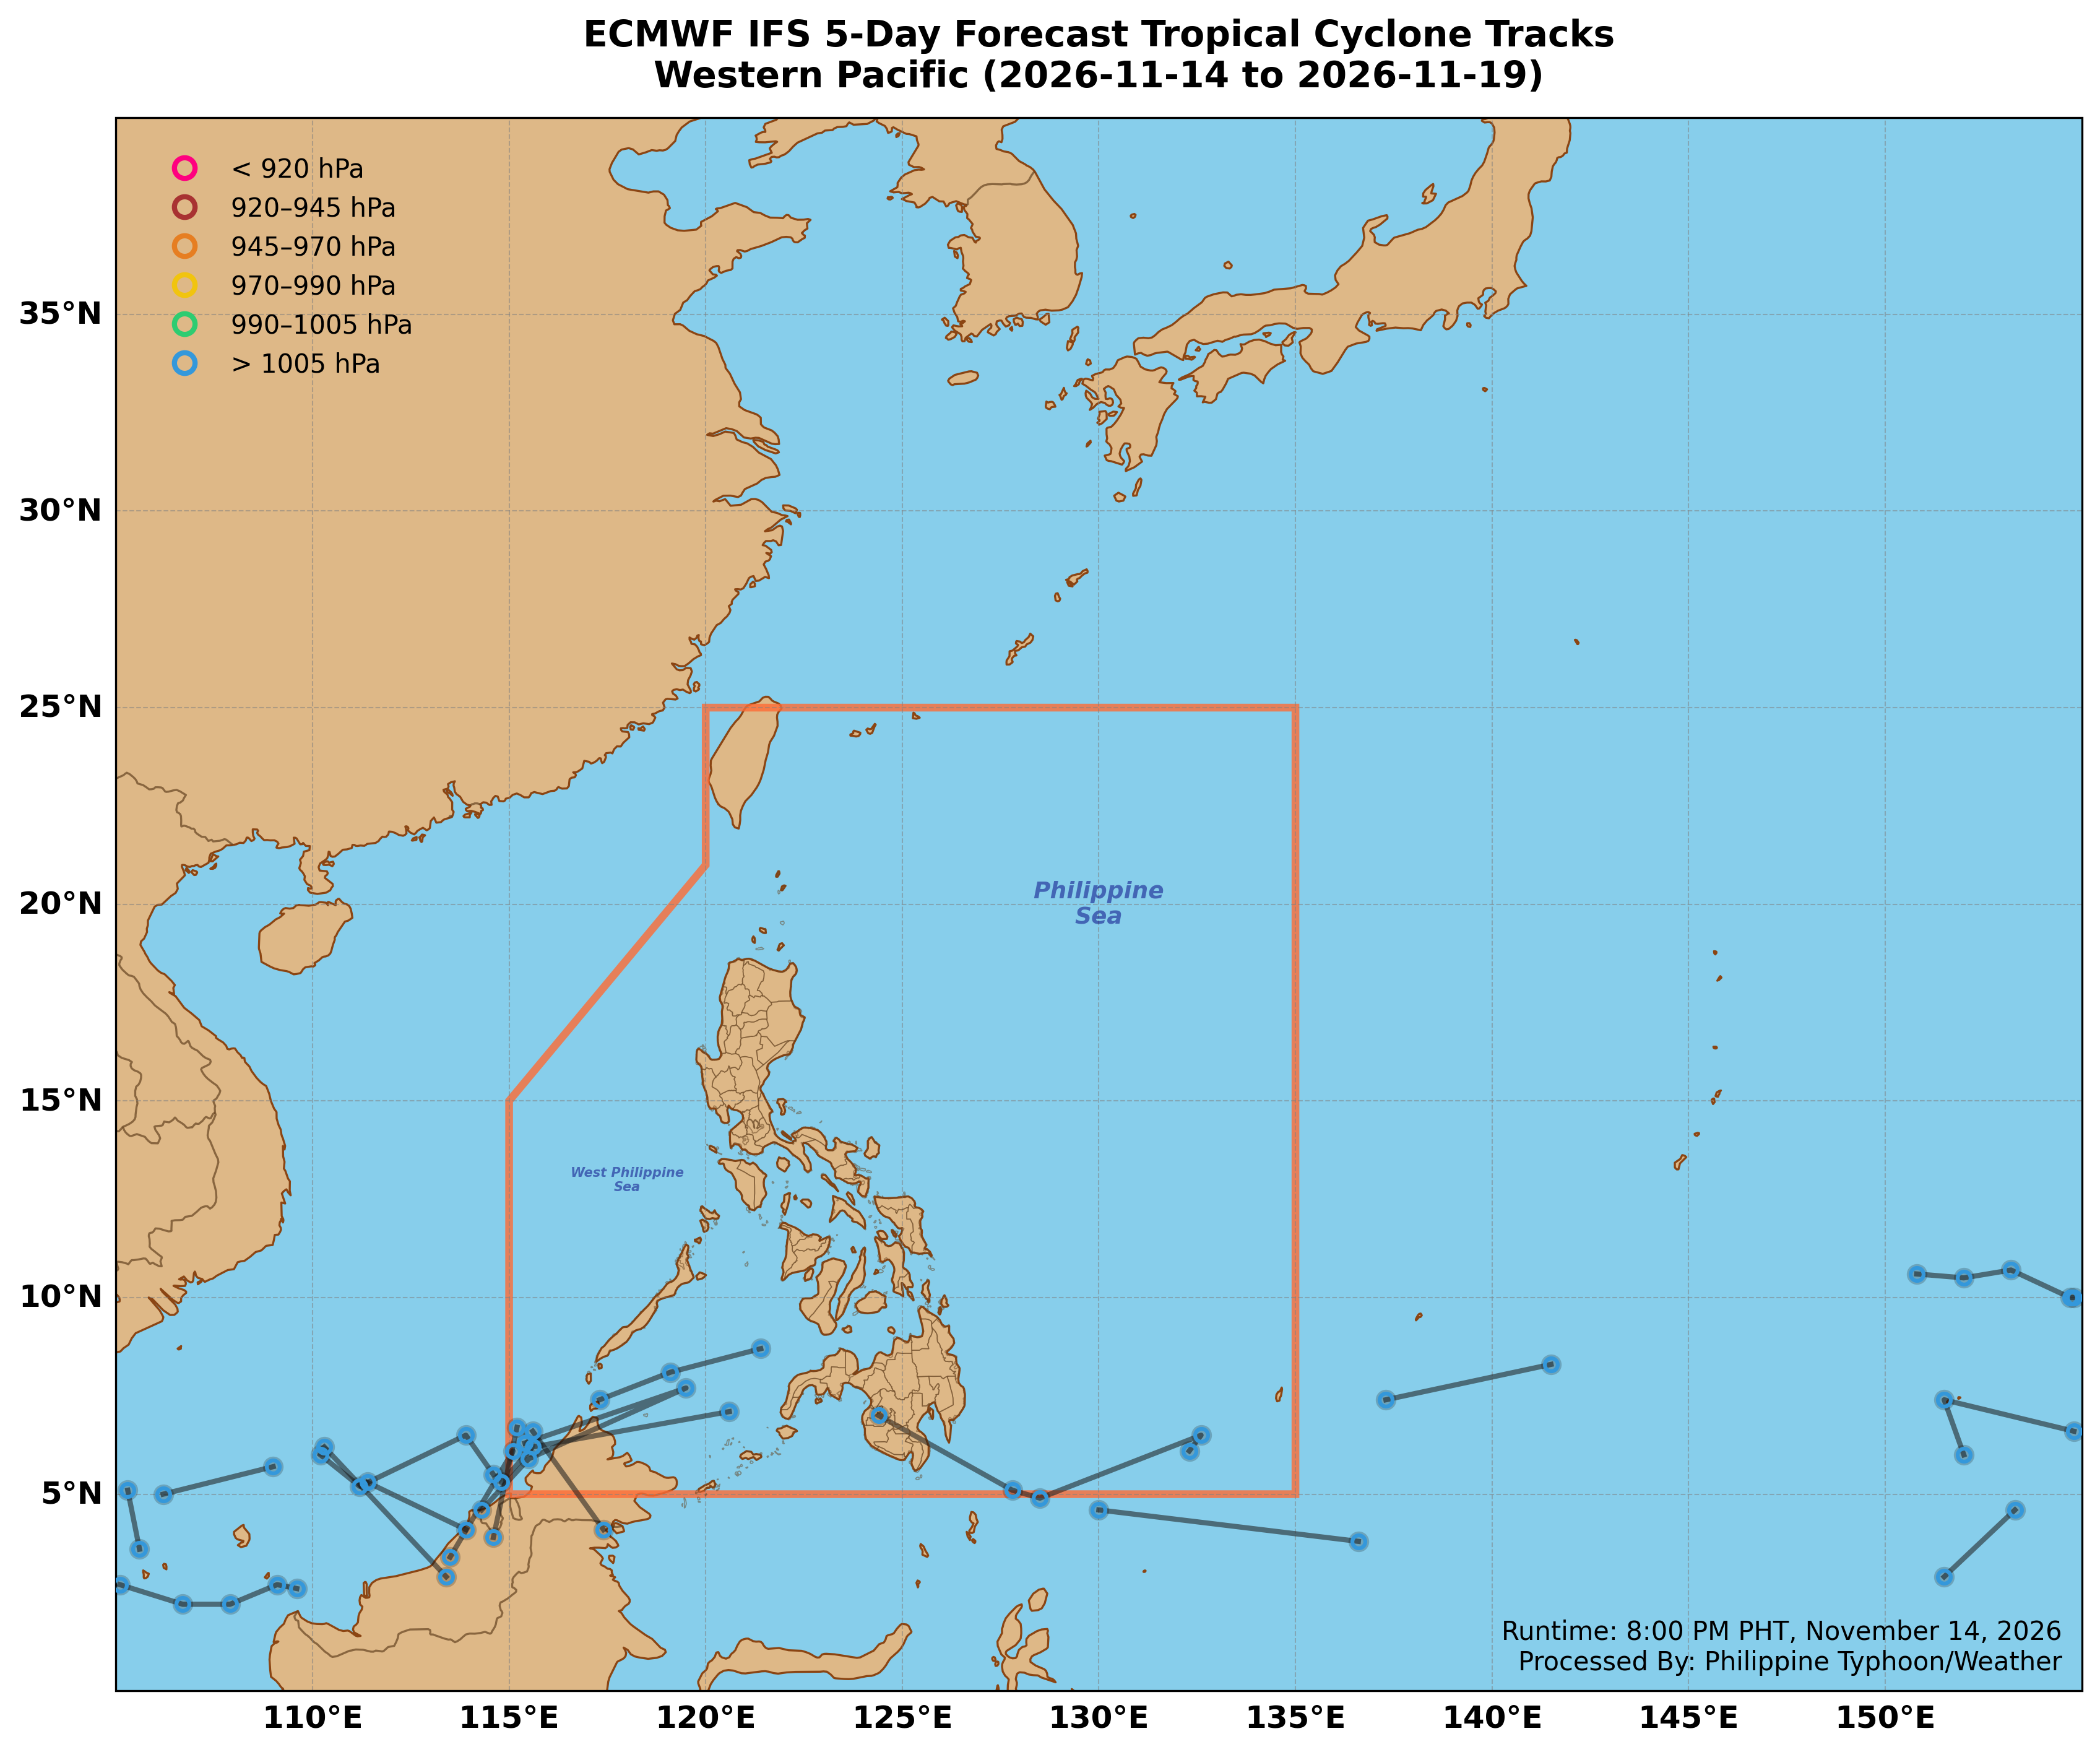 ECMWF IFS 5-Day Forecast Tropical Cyclone Tracks
Western Pacific (2026-11-14 to 2026-11-19)
< 920 hPa
920–945 hPa
945–970 hPa
970–990 hPa
990–1005 hPa
> 1005 hPa
35°N
30°N
25°N
20°N
15°N
10°N
5°N
Philippine
Sea
West Philippine
Sea
Runtime: 8:00 PM PHT, November 14, 2026
Processed By: Philippine Typhoon/Weather
110°E
115°E
120°E
125°E
130°E
135°E
140°E
145°E
150°E